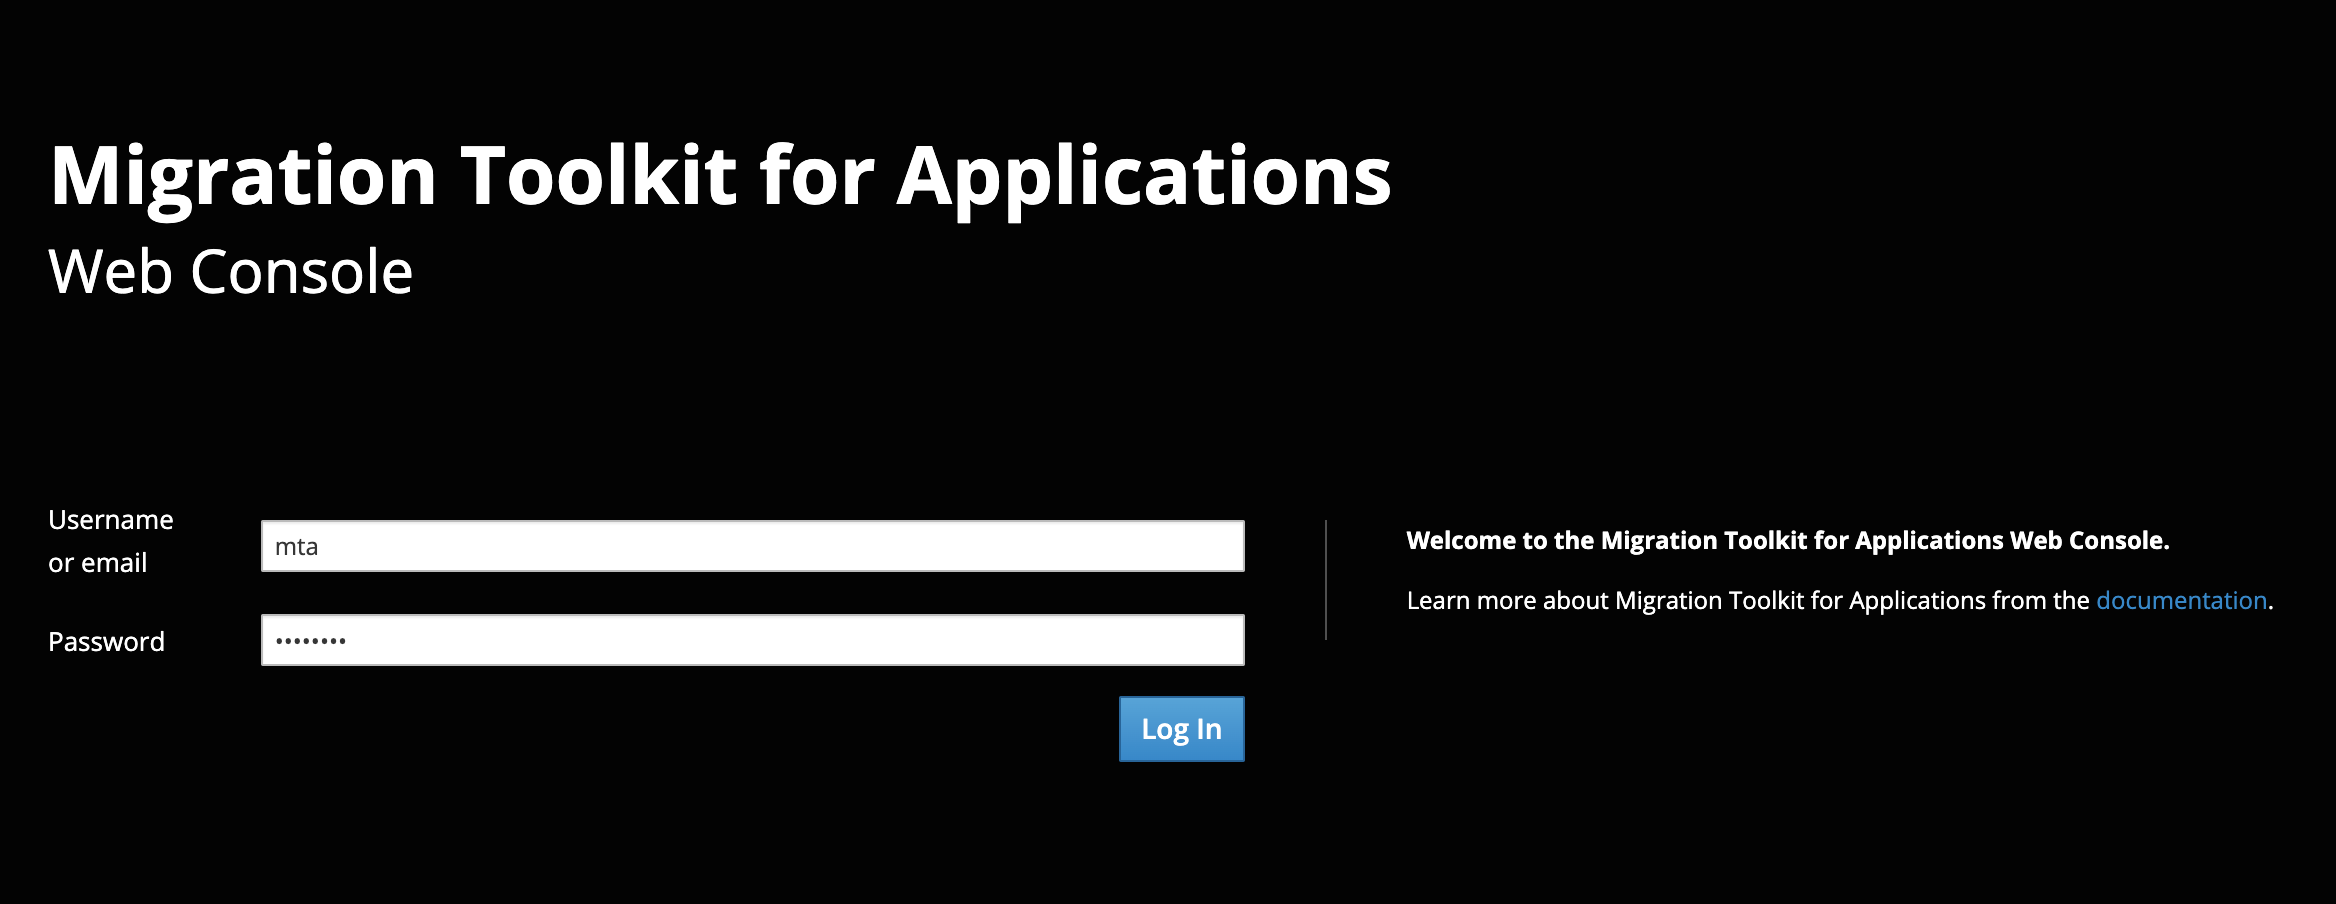 Migration Toolkit for Applications
Web Console
Username
or email
mta
Password
••••••••
Log In
Welcome to the Migration Toolkit for Applications Web Console.
Learn more about Migration Toolkit for Applications from the documentation.